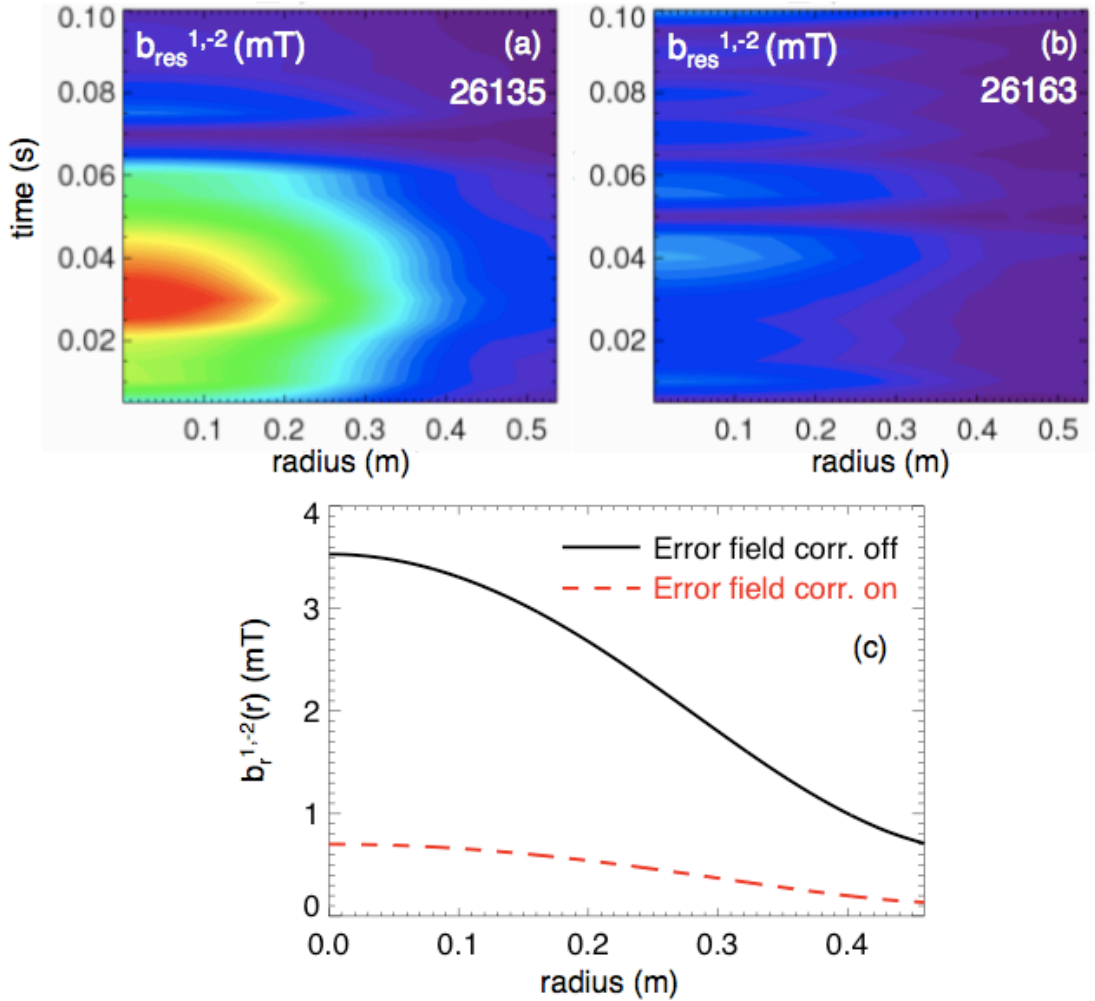 b_res^1,-2 (mT) (a)
26135
time (s)
0.10
0.08
0.06
0.04
0.02
0.1 0.2 0.3 0.4 0.5
radius (m)
b_res^1,-2 (mT) (b)
26163
0.10
0.08
0.06
0.04
0.02
0.1 0.2 0.3 0.4 0.5
radius (m)
b_r^1,-2(r) (mT)
4
3
2
1
0
Error field corr. off
Error field corr. on
(c)
0.0 0.1 0.2 0.3 0.4
radius (m)